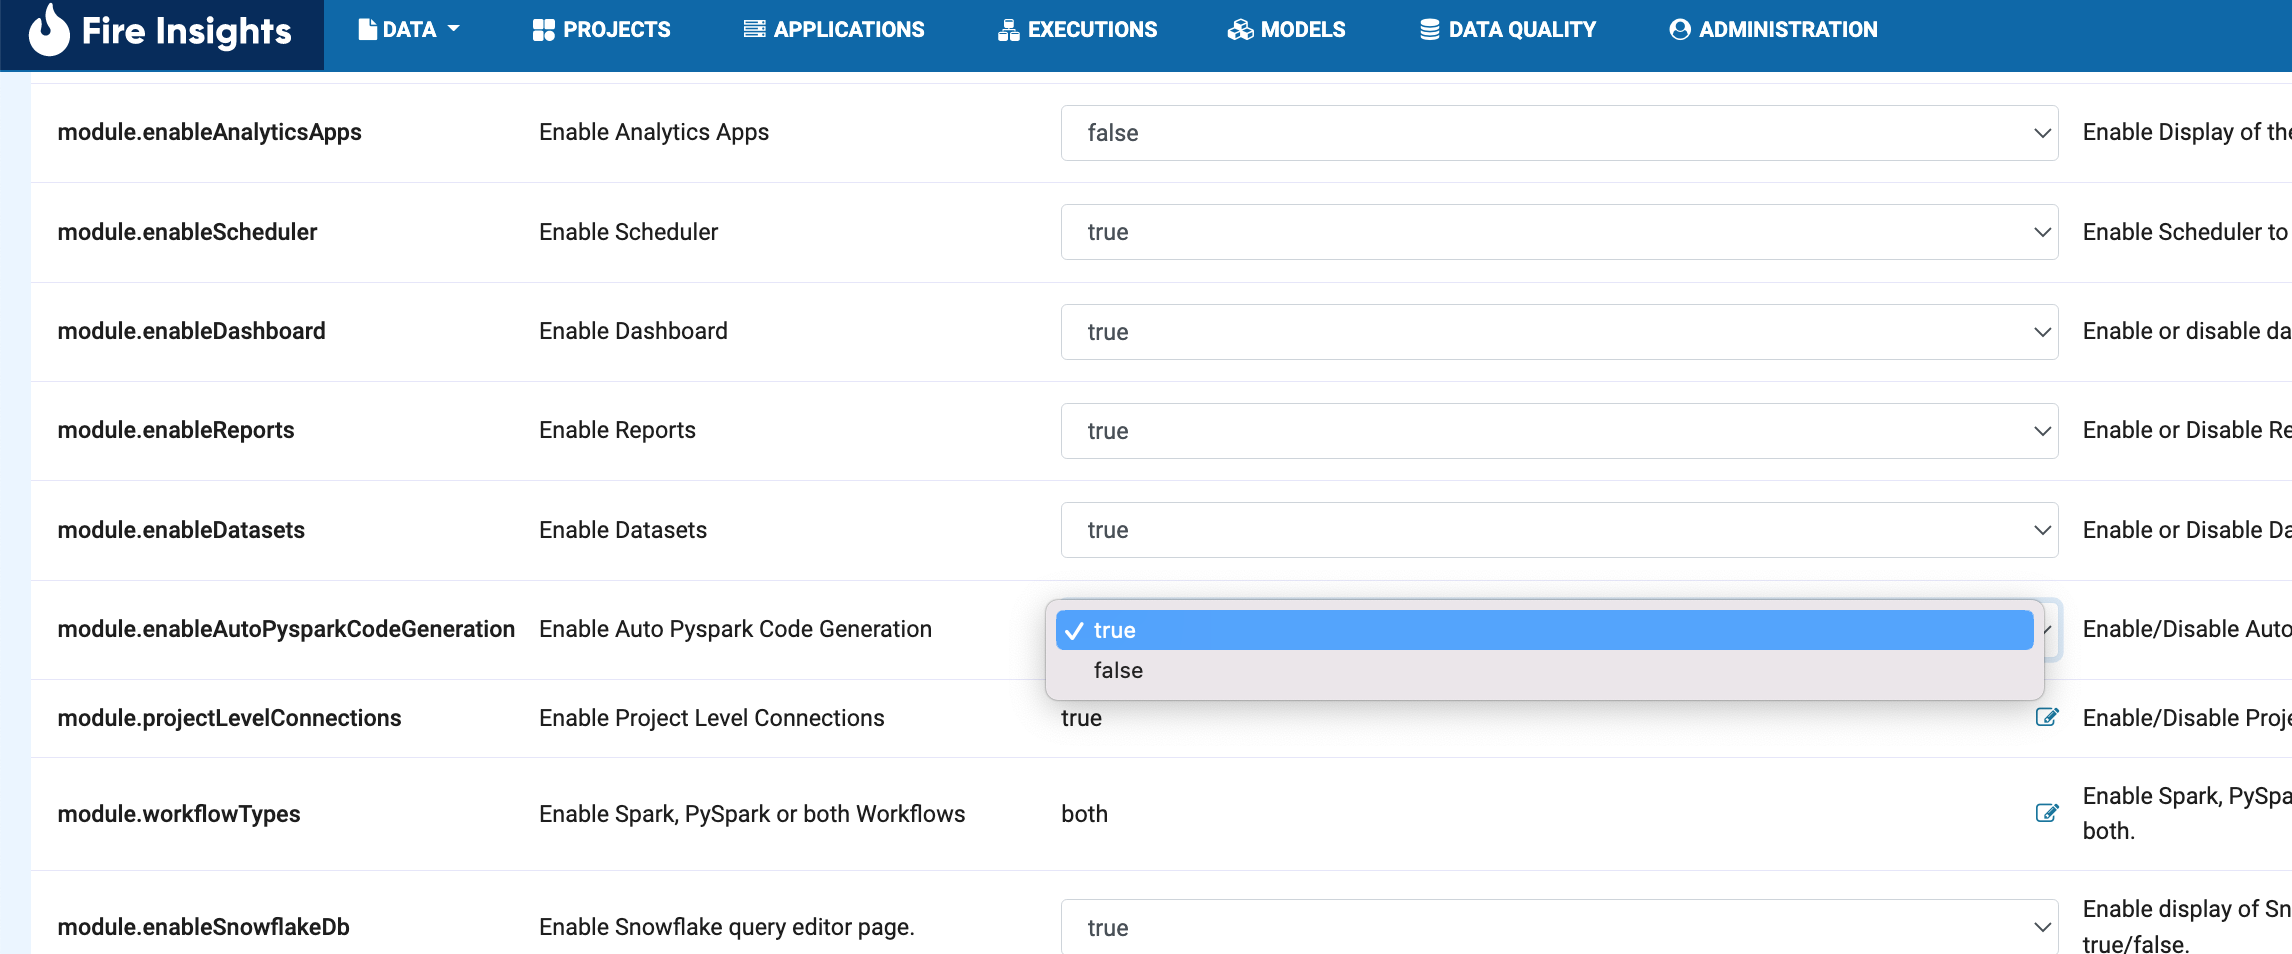 Fire Insights DATA PROJECTS APPLICATIONS EXECUTIONS MODELS DATA QUALITY ADMINISTRATION
module.enableAnalyticsApps Enable Analytics Apps false Enable Display of the
module.enableScheduler Enable Scheduler true Enable Scheduler to
module.enableDashboard Enable Dashboard true Enable or disable da
module.enableReports Enable Reports true Enable or Disable Re
module.enableDatasets Enable Datasets true Enable or Disable Da
module.enableAutoPysparkCodeGeneration Enable Auto Pyspark Code Generation true Enable/Disable Auto
false
module.projectLevelConnections Enable Project Level Connections true Enable/Disable Proje
module.workflowTypes Enable Spark, PySpark or both Workflows both Enable Spark, PySpa
both.
module.enableSnowflakeDb Enable Snowflake query editor page. true Enable display of Sn
true/false.